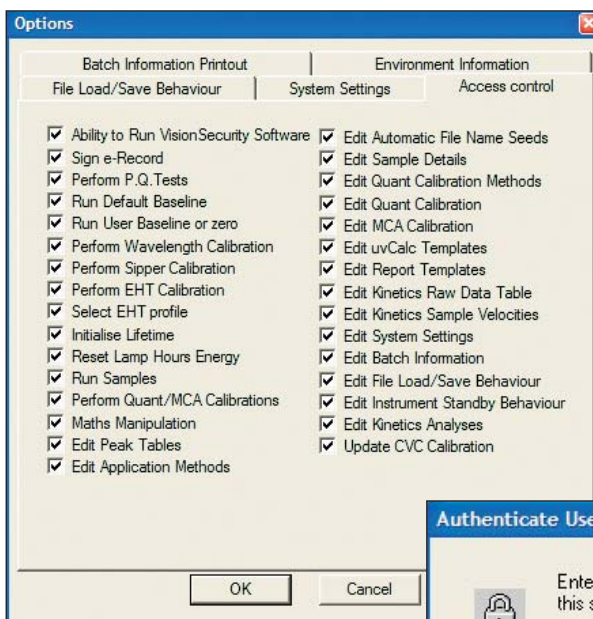 Options
Batch Information Printout
Environment Information
File Load/Save Behaviour
System Settings
Access control
Ability to Run VisionSecurity Software
Sign e-Record
Perform P.Q.Tests
Run Default Baseline
Run User Baseline or zero
Perform Wavelength Calibration
Perform Sipper Calibration
Perform EHT Calibration
Select EHT profile
Initialise Lifetime
Reset Lamp Hours Energy
Run Samples
Perform Quant/MCA Calibrations
Maths Manipulation
Edit Peak Tables
Edit Application Methods
Edit Automatic File Name Seeds
Edit Sample Details
Edit Quant Calibration Methods
Edit Quant Calibration
Edit MCA Calibration
Edit uvCalc Templates
Edit Report Templates
Edit Kinetics Raw Data Table
Edit Kinetics Sample Velocities
Edit System Settings
Edit Batch Information
Edit File Load/Save Behaviour
Edit Instrument Standby Behaviour
Edit Kinetics Analyses
Update CVC Calibration
OK
Cancel
Authenticate Use
Ente
this s